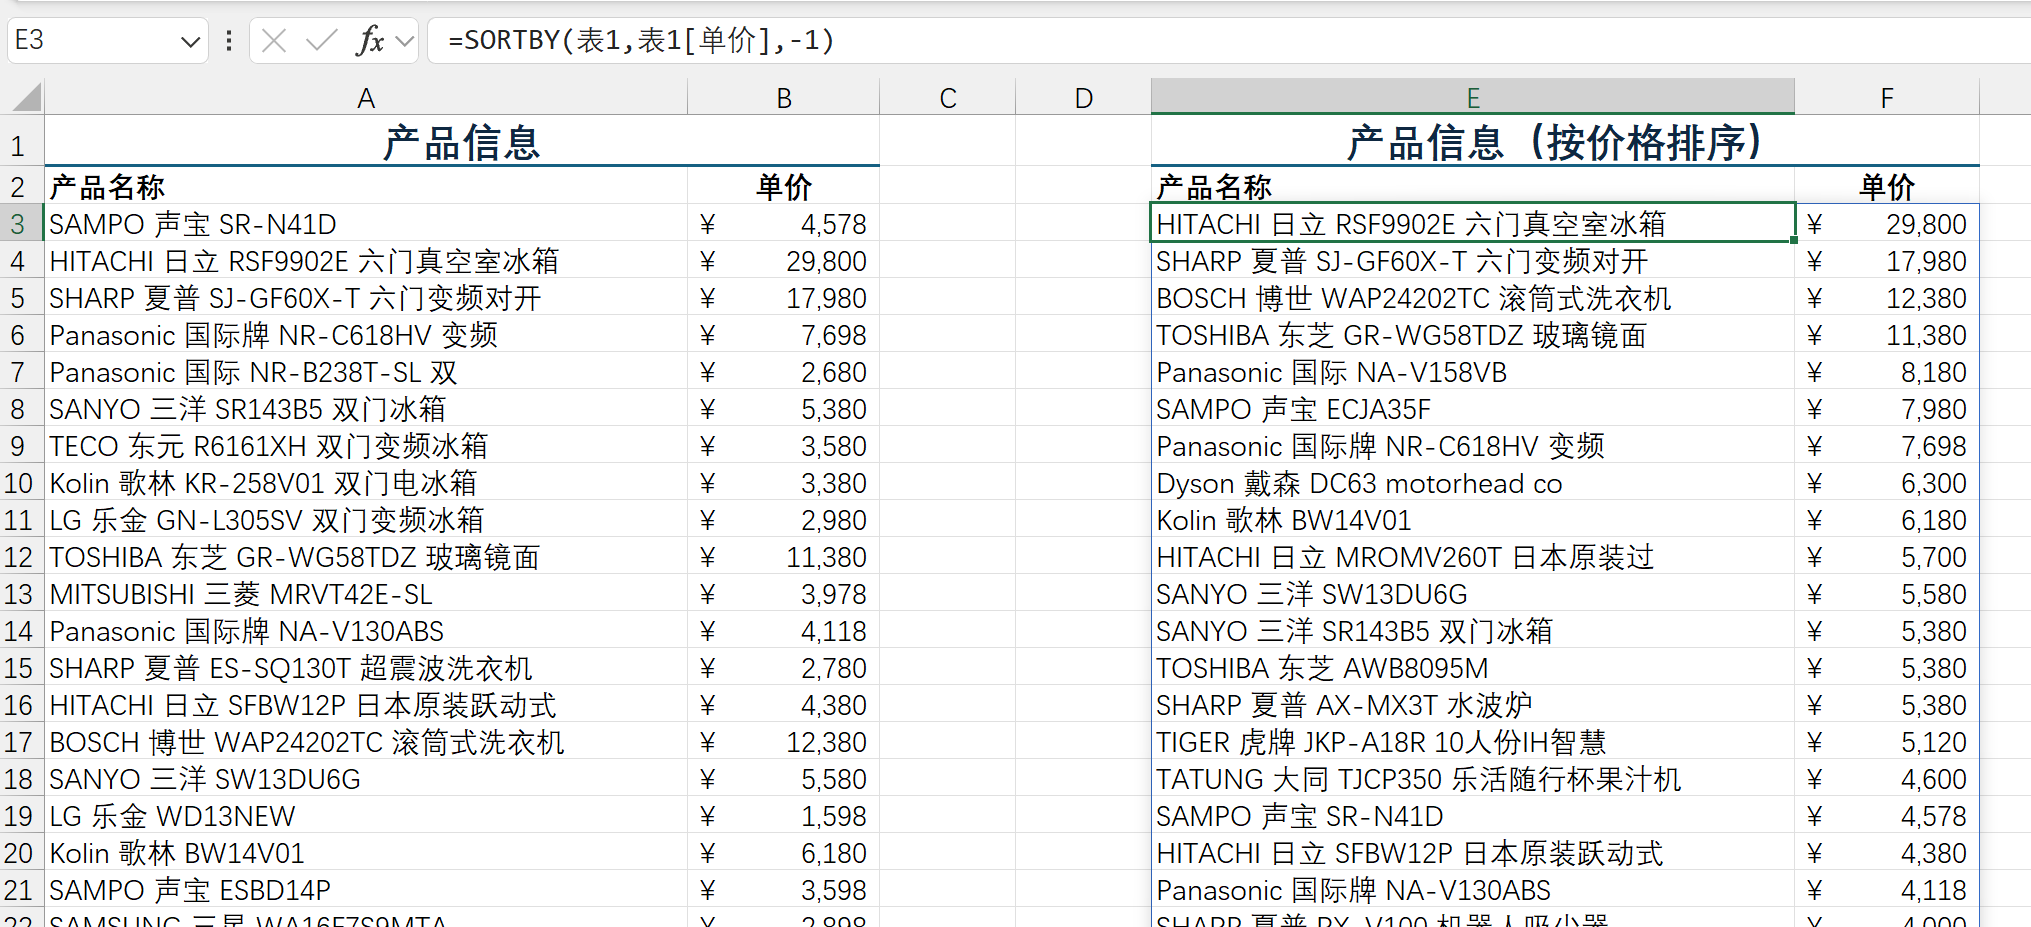 E3 fx =SORTBY(表1,表1[单价],-1)
A B C D E F
1 产品信息 产品信息（按价格排序）
2 产品名称 单价 产品名称 单价
3 SAMPO 声宝 SR-N41D ¥ 4,578 HITACHI 日立 RSF9902E 六门真空室冰箱 ¥ 29,800
4 HITACHI 日立 RSF9902E 六门真空室冰箱 ¥ 29,800 SHARP 夏普 SJ-GF60X-T 六门变频对开 ¥ 17,980
5 SHARP 夏普 SJ-GF60X-T 六门变频对开 ¥ 17,980 BOSCH 博世 WAP24202TC 滚筒式洗衣机 ¥ 12,380
6 Panasonic 国际牌 NR-C618HV 变频 ¥ 7,698 TOSHIBA 东芝 GR-WG58TDZ 玻璃镜面 ¥ 11,380
7 Panasonic 国际 NR-B238T-SL 双 ¥ 2,680 Panasonic 国际 NA-V158VB ¥ 8,180
8 SANYO 三洋 SR143B5 双门冰箱 ¥ 5,380 SAMPO 声宝 ECJA35F ¥ 7,980
9 TECO 东元 R6161XH 双门变频冰箱 ¥ 3,580 Panasonic 国际牌 NR-C618HV 变频 ¥ 7,698
10 Kolin 歌林 KR-258V01 双门电冰箱 ¥ 3,380 Dyson 戴森 DC63 motorhead co ¥ 6,300
11 LG 乐金 GN-L305SV 双门变频冰箱 ¥ 2,980 Kolin 歌林 BW14V01 ¥ 6,180
12 TOSHIBA 东芝 GR-WG58TDZ 玻璃镜面 ¥ 11,380 HITACHI 日立 MROMV260T 日本原装过 ¥ 5,700
13 MITSUBISHI 三菱 MRVT42E-SL ¥ 3,978 SANYO 三洋 SW13DU6G ¥ 5,580
14 Panasonic 国际牌 NA-V130ABS ¥ 4,118 SANYO 三洋 SR143B5 双门冰箱 ¥ 5,380
15 SHARP 夏普 ES-SQ130T 超震波洗衣机 ¥ 2,780 TOSHIBA 东芝 AWB8095M ¥ 5,380
16 HITACHI 日立 SFBW12P 日本原装跃动式 ¥ 4,380 SHARP 夏普 AX-MX3T 水波炉 ¥ 5,380
17 BOSCH 博世 WAP24202TC 滚筒式洗衣机 ¥ 12,380 TIGER 虎牌 JKP-A18R 10人份IH智慧 ¥ 5,120
18 SANYO 三洋 SW13DU6G ¥ 5,580 TATUNG 大同 TJCP350 乐活随行杯果汁机 ¥ 4,600
19 LG 乐金 WD13NEW ¥ 1,598 SAMPO 声宝 SR-N41D ¥ 4,578
20 Kolin 歌林 BW14V01 ¥ 6,180 HITACHI 日立 SFBW12P 日本原装跃动式 ¥ 4,380
21 SAMPO 声宝 ESBD14P ¥ 3,598 Panasonic 国际牌 NA-V130ABS ¥ 4,118
22 SAMSUNG 三星 WA16F7S9MTA ¥ 2,898 SHARP 夏普 RX-V100 机器人吸尘器 ¥ 4,000